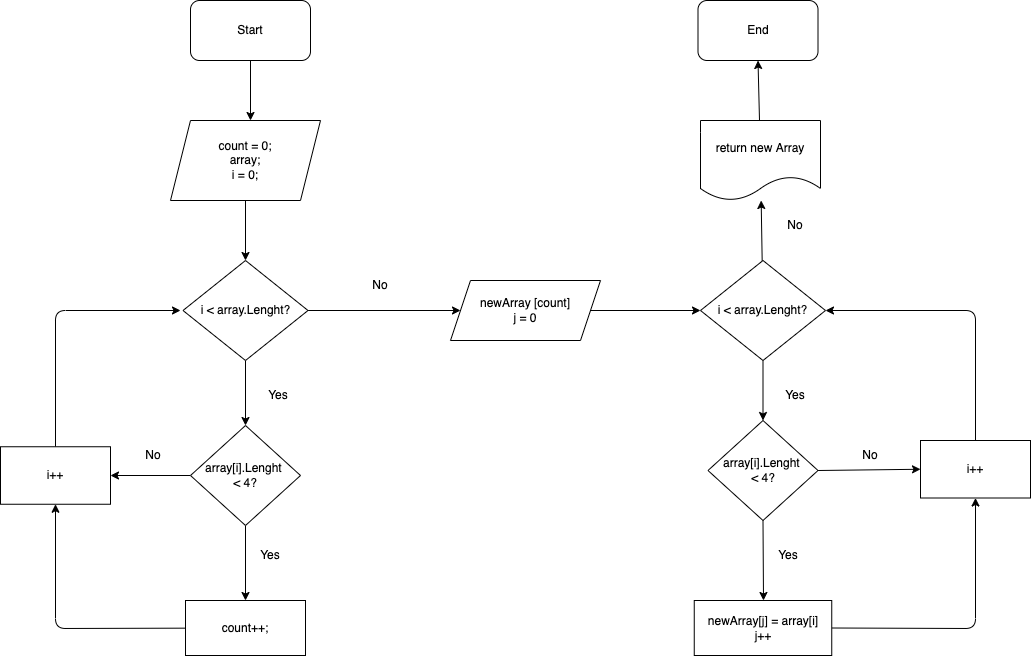 Start
End
count = 0;
array;
i = 0;
return new Array
No
i < array.Lenght?
No
newArray [count]
j = 0
i < array.Lenght?
Yes
Yes
i++
No
array[i].Lenght
< 4?
array[i].Lenght
< 4?
No
i++
Yes
Yes
count++;
newArray[j] = array[i]
j++